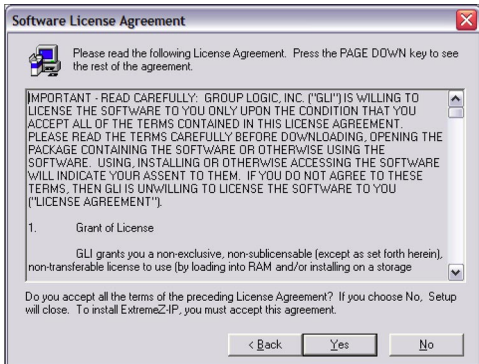 Software License Agreement
Please read the following License Agreement. Press the PAGE DOWN key to see
the rest of the agreement.
IMPORTANT - READ CAREFULLY: GROUP LOGIC, INC. ("GLI") IS WILLING TO
LICENSE THE SOFTWARE TO YOU ONLY UPON THE CONDITION THAT YOU
ACCEPT ALL OF THE TERMS CONTAINED IN THIS LICENSE AGREEMENT.
PLEASE READ THE TERMS CAREFULLY BEFORE DOWNLOADING, OPENING THE
PACKAGE CONTAINING THE SOFTWARE OR OTHERWISE USING THE
SOFTWARE. USING, INSTALLING OR OTHERWISE ACCESSING THE SOFTWARE
WILL INDICATE YOUR ASSENT TO THEM. IF YOU DO NOT AGREE TO THESE
TERMS, THEN GLI IS UNWILLING TO LICENSE THE SOFTWARE TO YOU
("LICENSE AGREEMENT").
1. Grant of License
GLI grants you a non-exclusive, non-sublicensable (except as set forth herein),
non-transferable license to use (by loading into RAM and/or installing on a storage
Do you accept all the terms of the preceding License Agreement? If you choose No, Setup
will close. To install ExtremeZ-IP, you must accept this agreement.
< Back Yes No